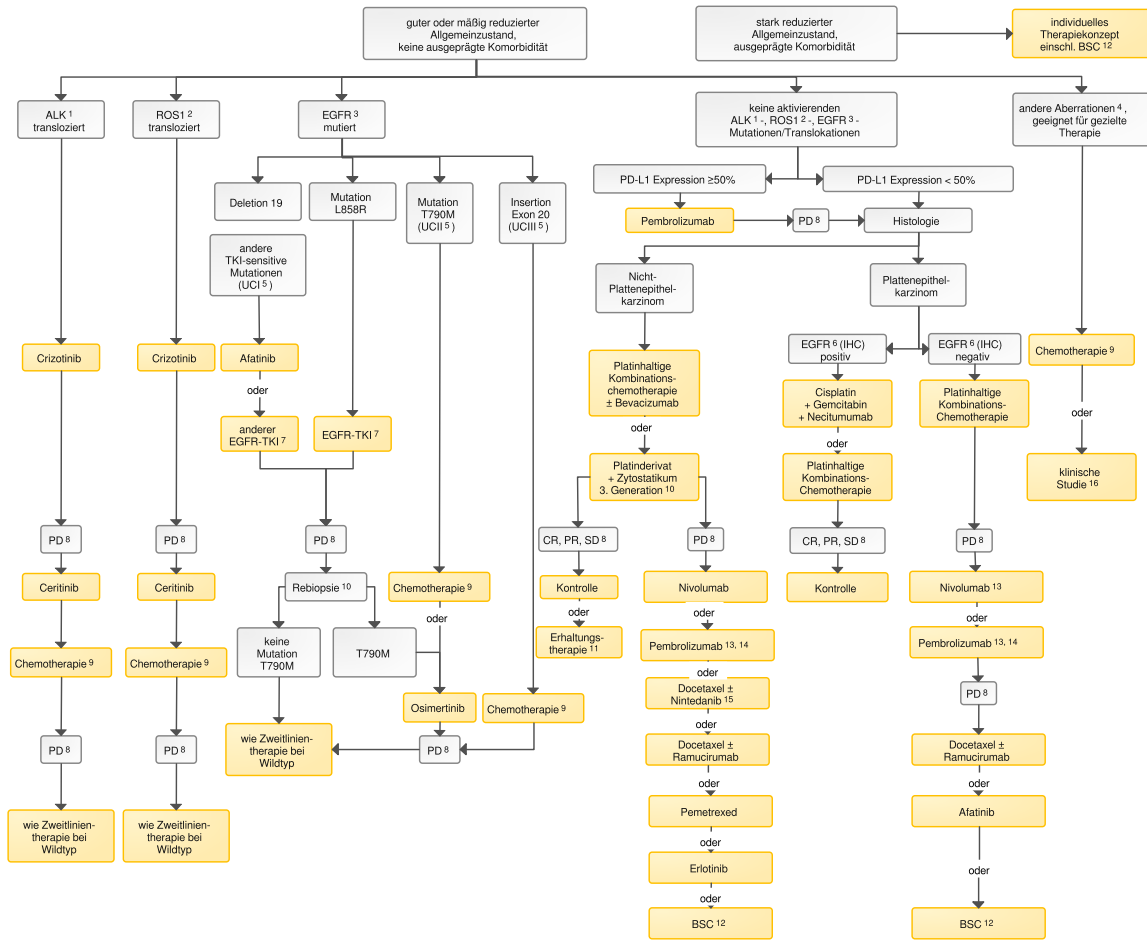 guter oder mäßig reduzierter
Allgemeinzustand,
keine ausgeprägte Komorbidität
stark reduzierter
Allgemeinzustand,
ausgeprägte Komorbidität
individuelles
Therapiekonzept
einschl. BSC 12
ALK 1
transloziert
ROS1 2
transloziert
EGFR 3
mutiert
keine aktivierenden
ALK 1 -, ROS1 2 -, EGFR 3 -
Mutationen/Translokationen
andere Aberrationen 4 ,
geeignet für gezielte
Therapie
Deletion 19
Mutation
L858R
Mutation
T790M
(UCII 5 )
Insertion
Exon 20
(UCIII 5 )
PD-L1 Expression ≥50%
PD-L1 Expression < 50%
Pembrolizumab
PD 8
Histologie
andere
TKI-sensitive
Mutationen
(UCI 5 )
Nicht-
Plattenepithel-
karzinom
Plattenepithel-
karzinom
Crizotinib
Crizotinib
Afatinib
oder
anderer
EGFR-TKI 7
EGFR-TKI 7
EGFR 6 (IHC)
positiv
EGFR 6 (IHC)
negativ
Chemotherapie 9
oder
klinische
Studie 16
Platinhaltige
Kombinations-
chemotherapie
± Bevacizumab
oder
Platinderivat
+ Zytostatikum
3. Generation 10
Cisplatin
+ Gemcitabin
+ Necitumumab
oder
Platinhaltige
Kombinations-
Chemotherapie
Platinhaltige
Kombinations-
Chemotherapie
PD 8
PD 8
PD 8
CR, PR, SD 8
PD 8
CR, PR, SD 8
PD 8
Ceritinib
Ceritinib
Rebiopsie 10
Chemotherapie 9
oder
Kontrolle
oder
Erhaltungs-
therapie 11
Nivolumab
oder
Kontrolle
Nivolumab 13
oder
Chemotherapie 9
Chemotherapie 9
keine
Mutation
T790M
T790M
Pembrolizumab 13, 14
oder
Pembrolizumab 13, 14
Osimertinib
Chemotherapie 9
Docetaxel ±
Nintedanib 15
oder
PD 8
PD 8
PD 8
wie Zweitlinien-
therapie bei
Wildtyp
PD 8
Docetaxel ±
Ramucirumab
oder
Docetaxel ±
Ramucirumab
oder
wie Zweitlinien-
therapie bei
Wildtyp
wie Zweitlinien-
therapie bei
Wildtyp
Pemetrexed
oder
Afatinib
Erlotinib
oder
oder
BSC 12
BSC 12